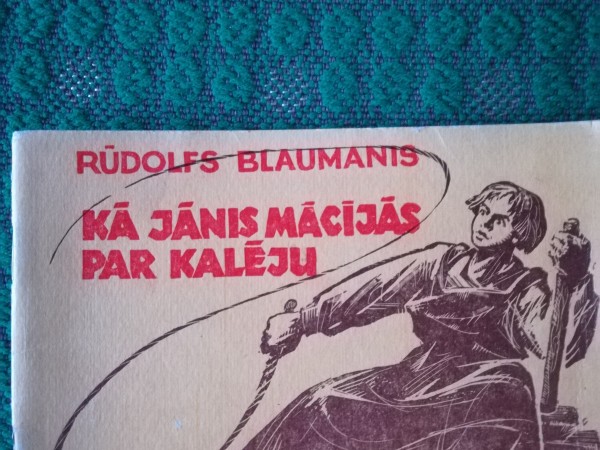 RŪDOLFS BLAUMANIS
KĀ JĀNIS MĀCĪJĀS
PAR KALĒJU